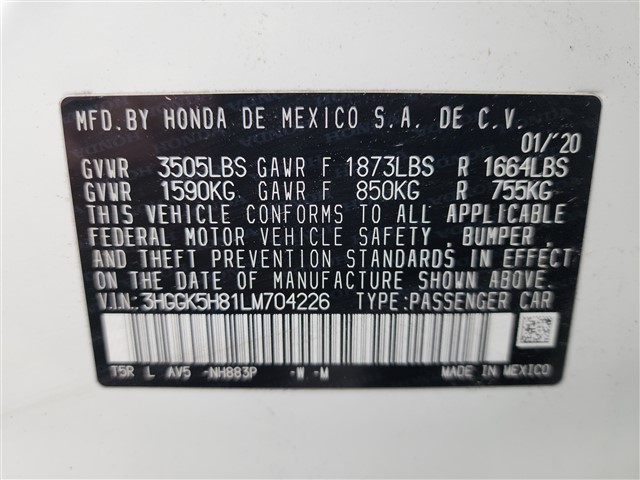 MFD. BY HONDA DE MEXICO S.A. DE C.V.
01/'20
GVWR 3505LBS GAWR F 1873LBS R 1664LBS
GVWR 1590KG GAWR F 850KG R 755KG
THIS VEHICLE CONFORMS TO ALL APPLICABLE
FEDERAL MOTOR VEHICLE SAFETY , BUMPER ,
AND THEFT PREVENTION STANDARDS IN EFFECT
ON THE DATE OF MANUFACTURE SHOWN ABOVE.
V.I.N.: 3HGGK5H81LM704226 TYPE: PASSENGER CAR
T5R L AV5 -NH883P -W -M
MADE IN MEXICO